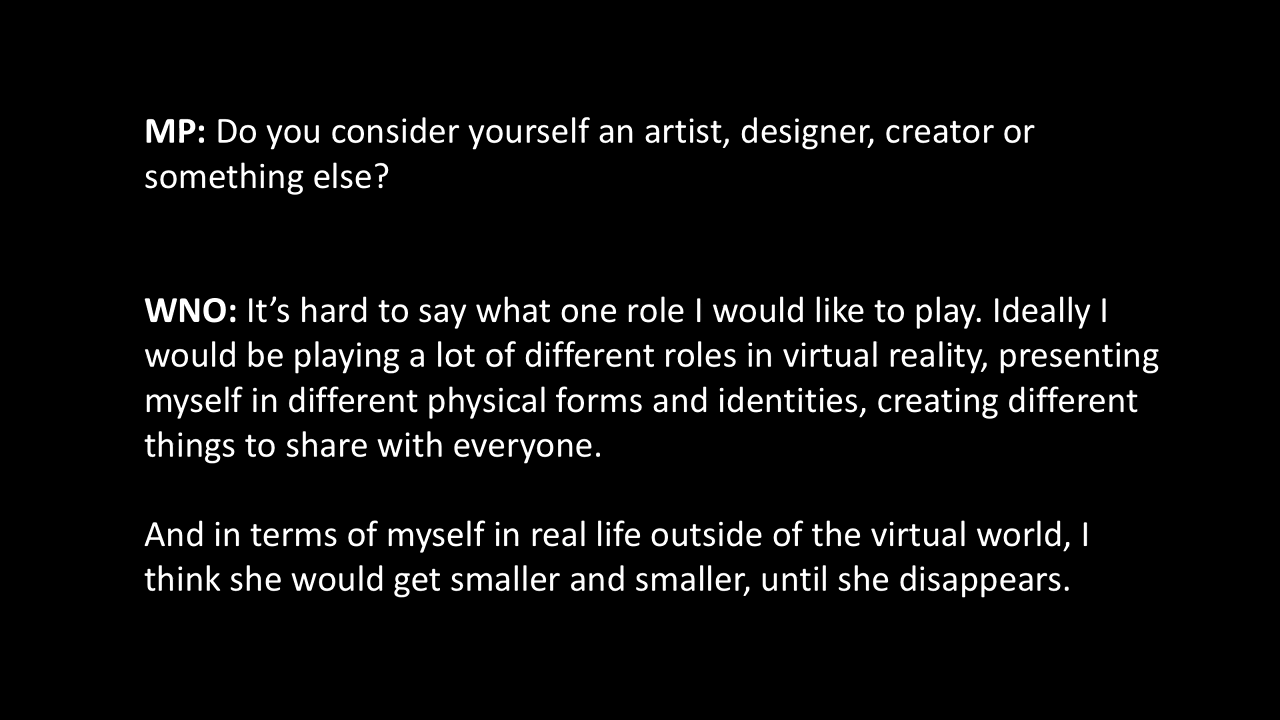 MP: Do you consider yourself an artist, designer, creator or
something else?
WNO: It’s hard to say what one role I would like to play. Ideally I
would be playing a lot of different roles in virtual reality, presenting
myself in different physical forms and identities, creating different
things to share with everyone.
And in terms of myself in real life outside of the virtual world, I
think she would get smaller and smaller, until she disappears.